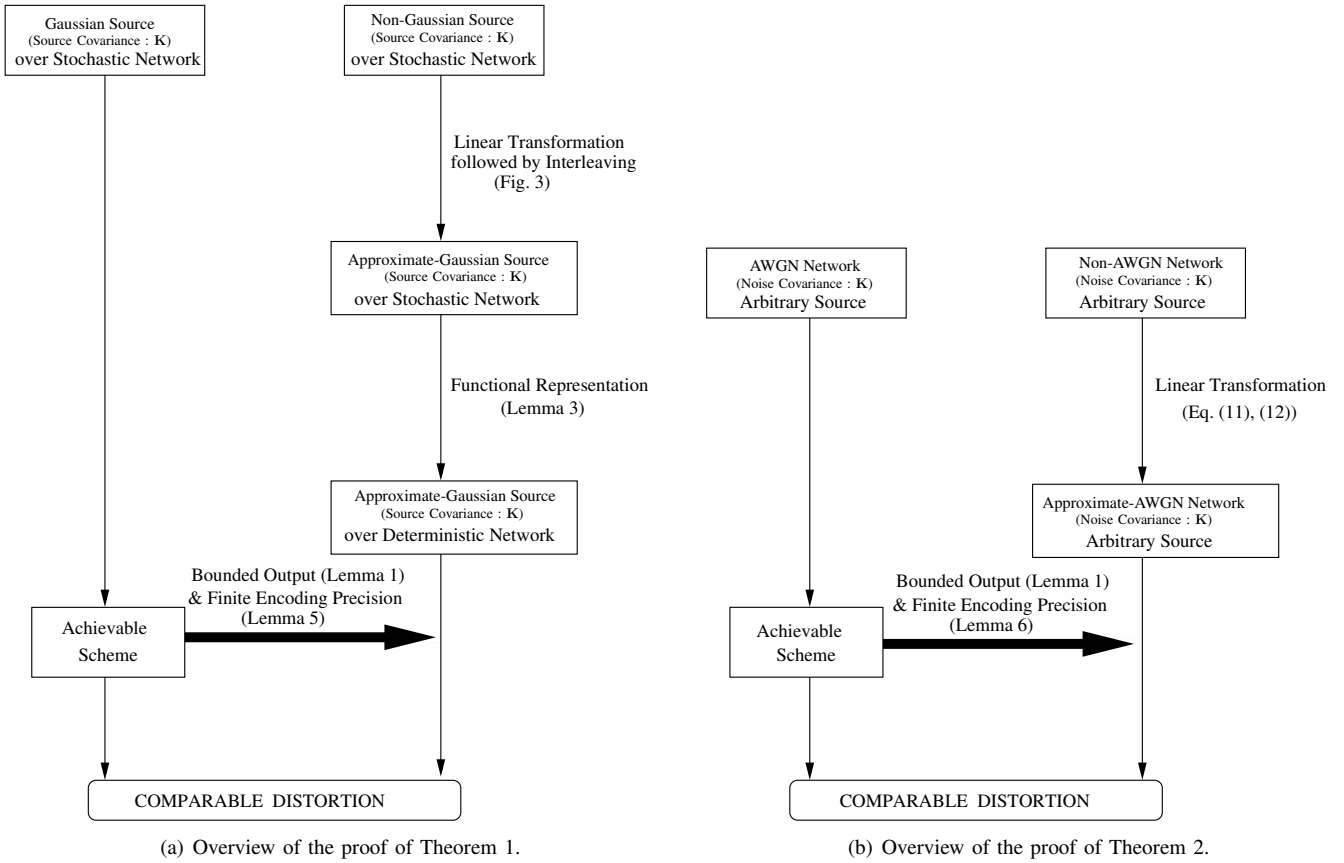 Gaussian Source
(Source Covariance : K)
over Stochastic Network
Non-Gaussian Source
(Source Covariance : K)
over Stochastic Network
Linear Transformation
followed by Interleaving
(Fig. 3)
Approximate-Gaussian Source
(Source Covariance : K)
over Stochastic Network
Functional Representation
(Lemma 3)
Approximate-Gaussian Source
(Source Covariance : K)
over Deterministic Network
Bounded Output (Lemma 1)
& Finite Encoding Precision
(Lemma 5)
Achievable
Scheme
COMPARABLE DISTORTION
(a) Overview of the proof of Theorem 1.
AWGN Network
(Noise Covariance : K)
Arbitrary Source
Non-AWGN Network
(Noise Covariance : K)
Arbitrary Source
Linear Transformation
(Eq. (11), (12))
Approximate-AWGN Network
(Noise Covariance : K)
Arbitrary Source
Bounded Output (Lemma 1)
& Finite Encoding Precision
(Lemma 6)
Achievable
Scheme
COMPARABLE DISTORTION
(b) Overview of the proof of Theorem 2.